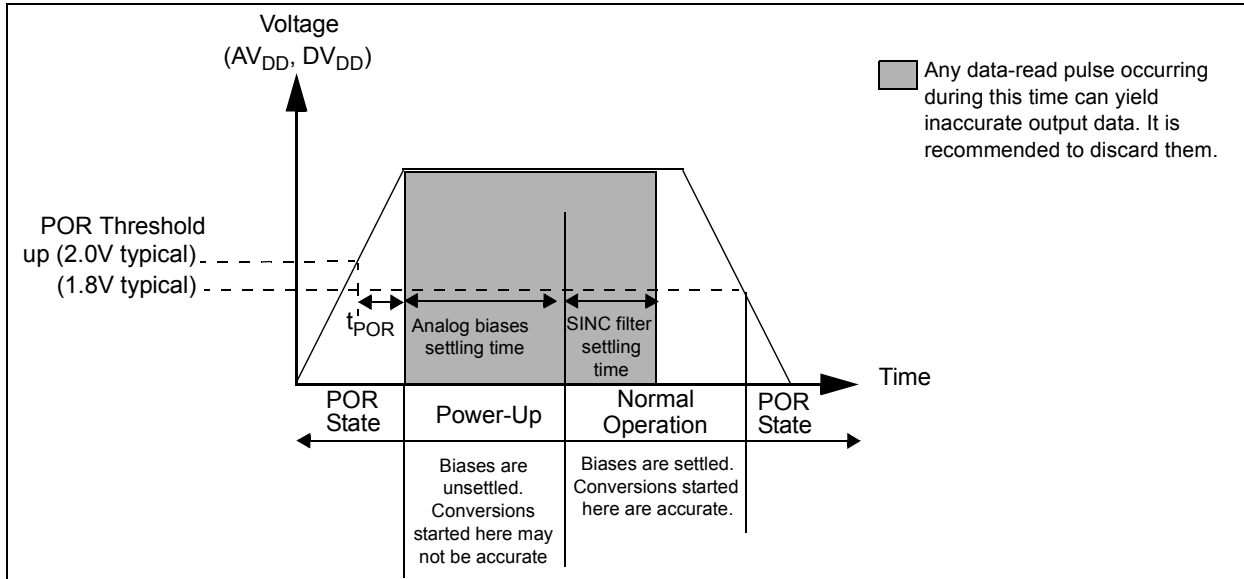 Voltage
(AVDD, DVDD)
Any data-read pulse occurring
during this time can yield
inaccurate output data. It is
recommended to discard them.
POR Threshold
up (2.0V typical)
(1.8V typical)
tPOR
Analog biases
settling time
SINC filter
settling
time
Time
POR
State
Power-Up
Normal
Operation
POR
State
Biases are
unsettled.
Conversions
started here may
not be accurate
Biases are settled.
Conversions started
here are accurate.